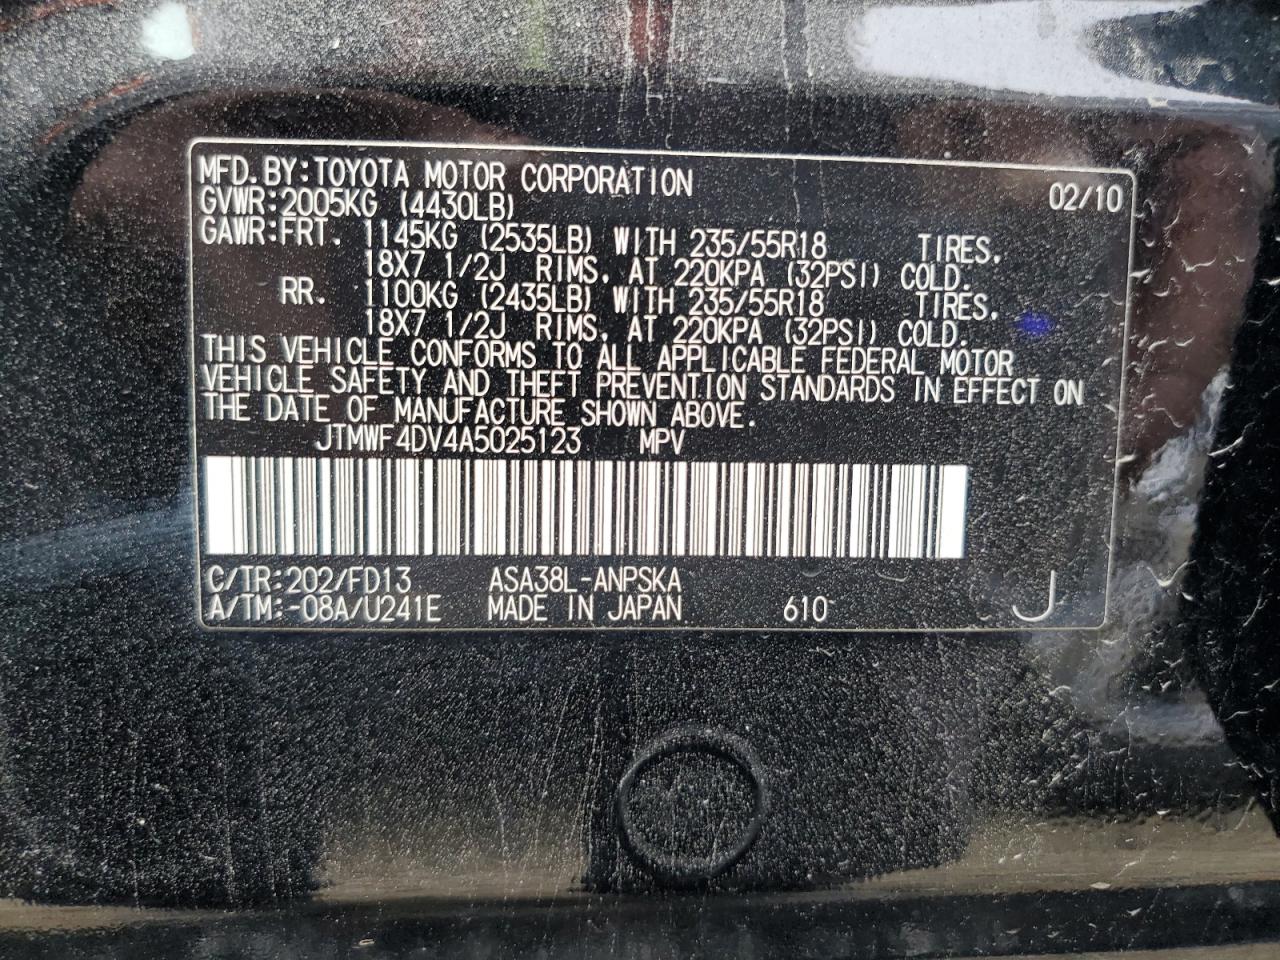 MFD.BY:TOYOTA MOTOR CORPORATION 02/10
GVWR:2005KG (4430LB)
GAWR:FRT. 1145KG (2535LB) WITH 235/55R18 TIRES.
18X7 1/2J RIMS, AT 220KPA (32PSI) COLD.
RR. 1100KG (2435LB) WITH 235/55R18 TIRES.
18X7 1/2J RIMS, AT 220KPA (32PSI) COLD.
THIS VEHICLE CONFORMS TO ALL APPLICABLE FEDERAL MOTOR
VEHICLE SAFETY AND THEFT PREVENTION STANDARDS IN EFFECT ON
THE DATE OF MANUFACTURE SHOWN ABOVE.
JTMWF4DV4A5025123 MPV
C/TR:202/FD13 ASA38L-ANPSKA
A/TM:-08A/U241E MADE IN JAPAN 610 J